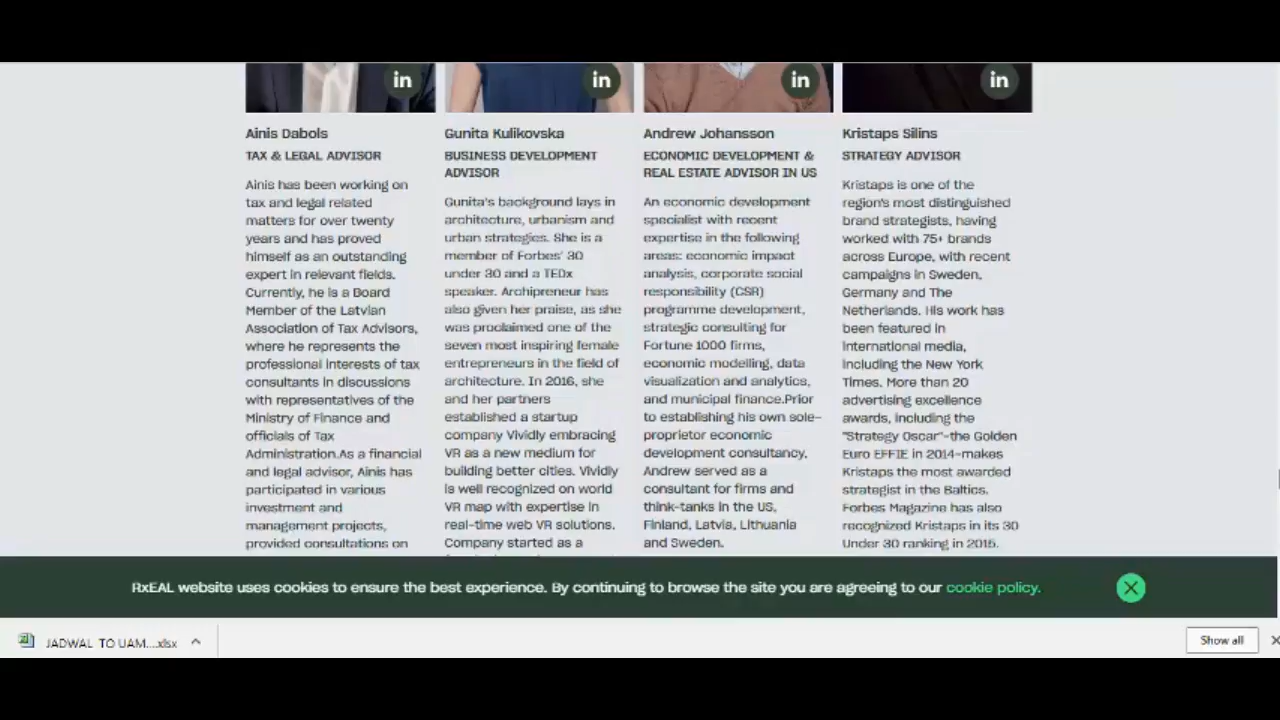 in
in
in
in
Ainis Dabols
TAX & LEGAL ADVISOR
Ainis has been working on
tax and legal related
matters for over twenty
years and has proved
himself as an outstanding
expert in relevant fields.
Currently, he is a Board
Member of the Latvian
Association of Tax Advisors,
where he represents the
professional interests of tax
consultants in discussions
with representatives of the
Ministry of Finance and
officials of Tax
Administration.As a financial
and legal advisor, Ainis has
participated in various
investment and
management projects,
provided consultations on
Gunita Kulikovska
BUSINESS DEVELOPMENT
ADVISOR
Gunita's background lays in
architecture, urbanism and
urban strategies. She is a
member of Forbes' 30
under 30 and a TEDx
speaker. Archipreneur has
also given her praise, as she
was proclaimed one of the
seven most inspiring female
entrepreneurs in the field of
architecture. In 2016, she
and her partners
established a startup
company Vividly embracing
VR as a new medium for
building better cities. Vividly
is well recognized on world
VR map with expertise in
real-time web VR solutions.
Company started as a
Andrew Johansson
ECONOMIC DEVELOPMENT &
REAL ESTATE ADVISOR IN US
An economic development
specialist with recent
expertise in the following
areas: economic impact
analysis, corporate social
responsibility (CSR)
programme development,
strategic consulting for
Fortune 1000 firms,
economic modelling, data
visualization and analytics,
and municipal finance.Prior
to establishing his own sole-
proprietor economic
development consultancy,
Andrew served as a
consultant for firms and
think-tanks in the US,
Finland, Latvia, Lithuania
and Sweden.
Kristaps Silins
STRATEGY ADVISOR
Kristaps is one of the
region's most distinguished
brand strategists, having
worked with 75+ brands
across Europe, with recent
campaigns in Sweden,
Germany and The
Netherlands. His work has
been featured in
international media,
including the New York
Times. More than 20
advertising excellence
awards, including the
"Strategy Oscar"-the Golden
Euro EFFIE in 2014-makes
Kristaps the most awarded
strategist in the Baltics.
Forbes Magazine has also
recognized Kristaps in its 30
Under 30 ranking in 2015.
RxEAL website uses cookies to ensure the best experience. By continuing to browse the site you are agreeing to our cookie policy.
JADWAL TO UAM....xlsx
Show all